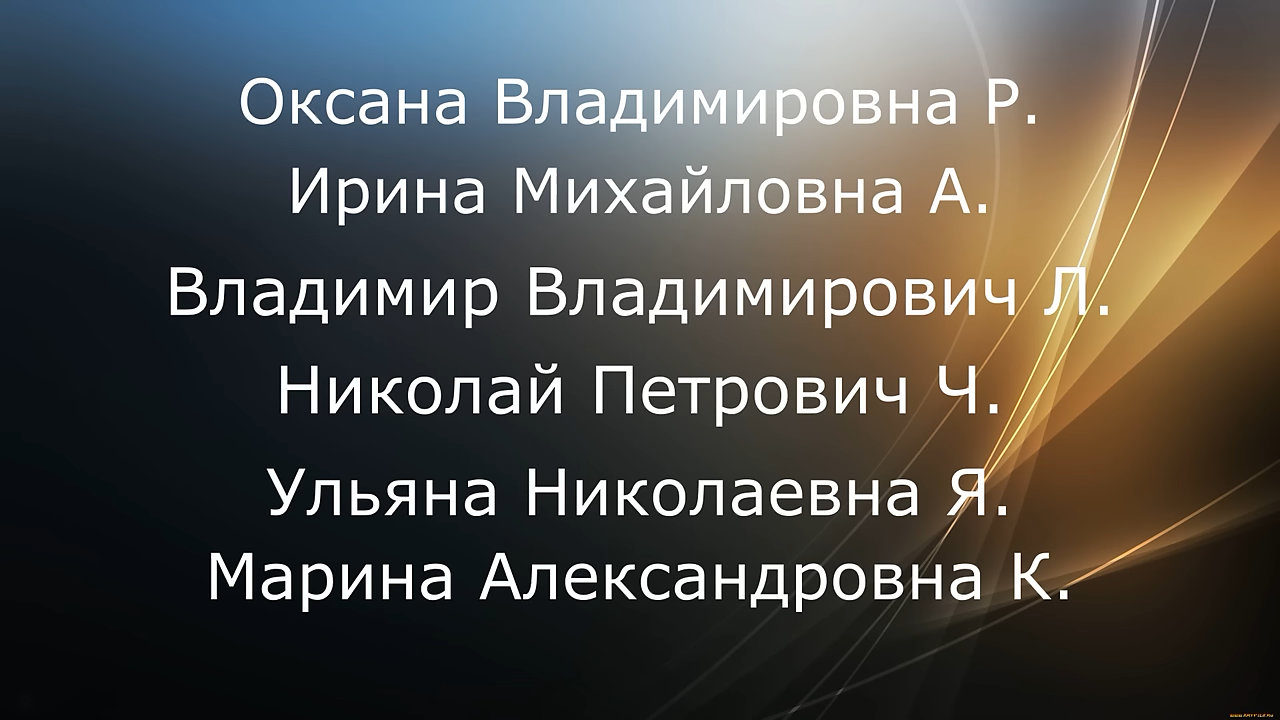 Оксана Владимировна Р.
Ирина Михайловна А.
Владимир Владимирович Л.
Николай Петрович Ч.
Ульяна Николаевна Я.
Марина Александровна К.